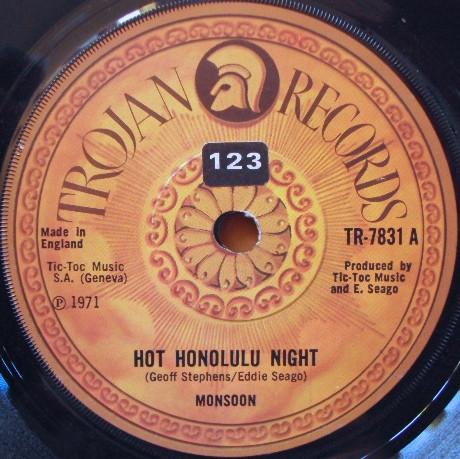 TROJAN RECORDS
123
Made in
England
TR-7831 A
Tic-Toc Music
S.A. (Geneva)
Produced by
Tic-Toc Music
and E. Seago
℗ 1971
HOT HONOLULU NIGHT
(Geoff Stephens/Eddie Seago)
MONSOON